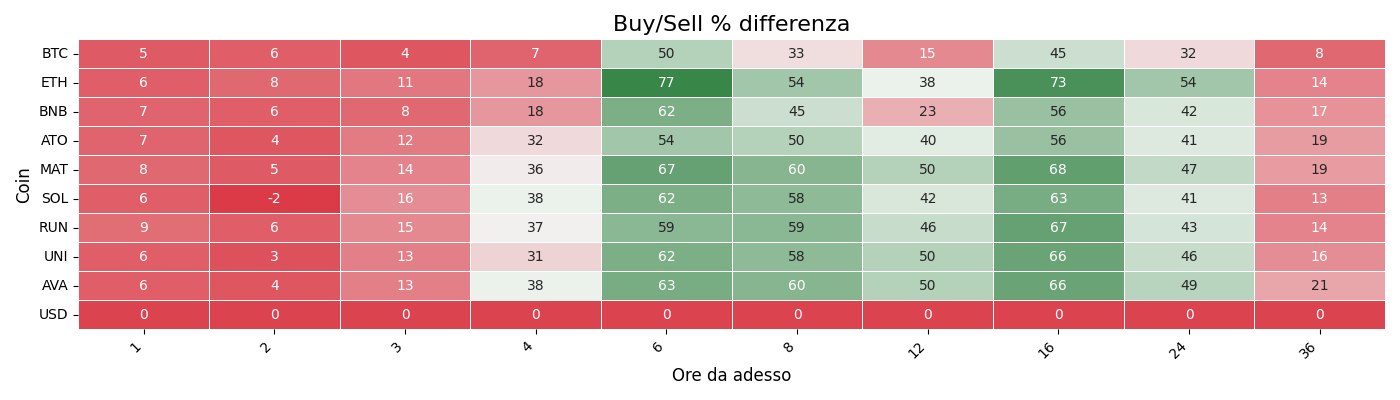 Buy/Sell % differenza
Coin
BTC 5 6 4 7 50 33 15 45 32 8
ETH 6 8 11 18 77 54 38 73 54 14
BNB 7 6 8 18 62 45 23 56 42 17
ATO 7 4 12 32 54 50 40 56 41 19
MAT 8 5 14 36 67 60 50 68 47 19
SOL 6 -2 16 38 62 58 42 63 41 13
RUN 9 6 15 37 59 59 46 67 43 14
UNI 6 3 13 31 62 58 50 66 46 16
AVA 6 4 13 38 63 60 50 66 49 21
USD 0 0 0 0 0 0 0 0 0 0
1 2 3 4 6 8 12 16 24 36
Ore da adesso